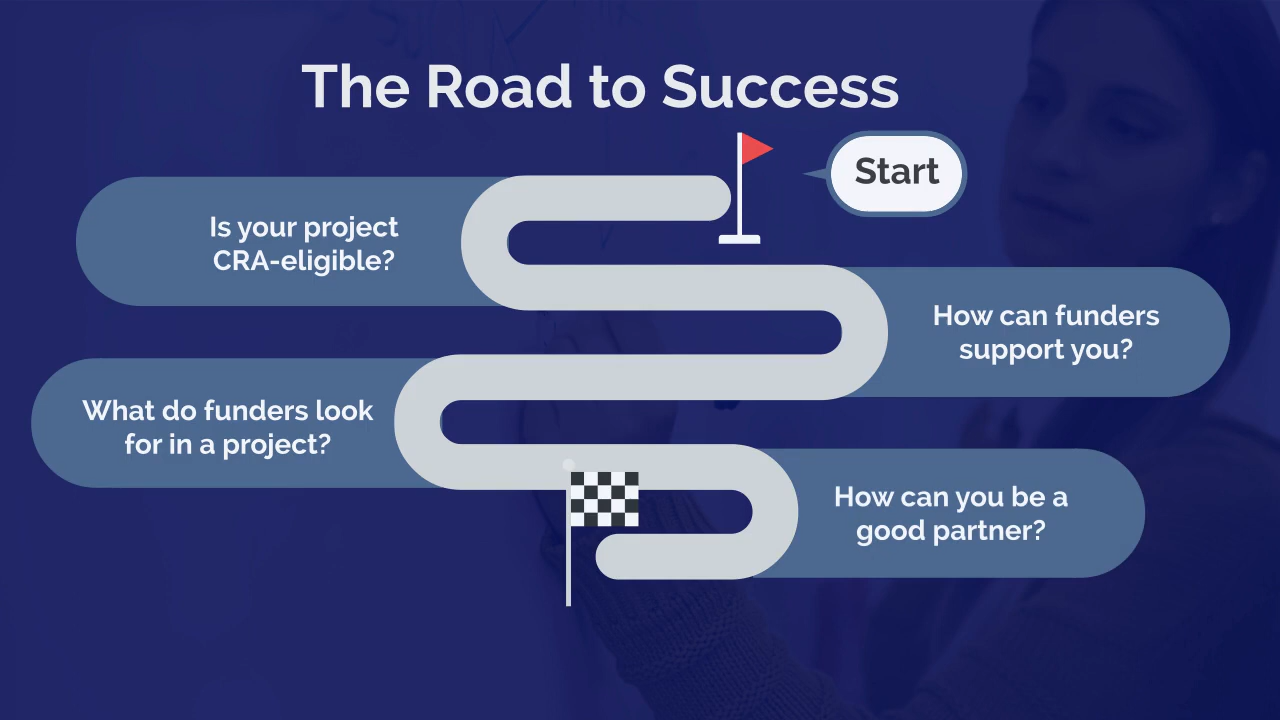 The Road to Success
Start
Is your project
CRA-eligible?
How can funders
support you?
What do funders look
for in a project?
How can you be a
good partner?